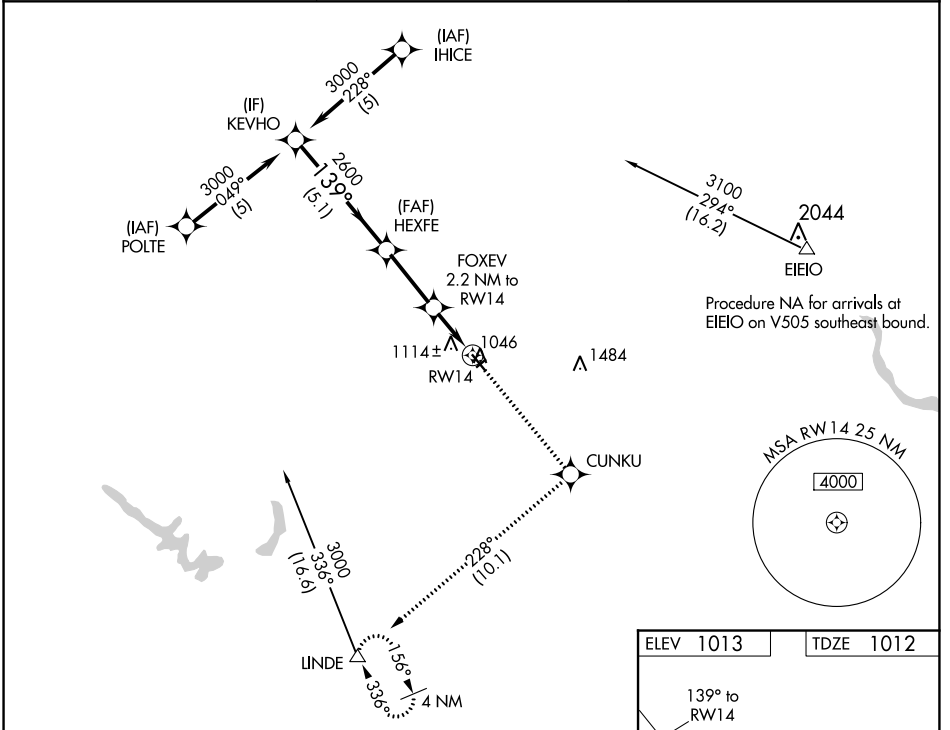 (IAF)
IHICE
3000
228°
(5)
(IF)
KEVHO
3000
049°
(5)
(IAF)
POLTE
2600
139°
(5.1)
(FAF)
HEXFE
FOXEV
2.2 NM to
RW14
1114±
1046
RW14
1484
3100
294°
(16.2)
2044
EIEIO
Procedure NA for arrivals at
EIEIO on V505 southeast bound.
CUNKU
228°
(10.1)
MSA RW14 25 NM
4000
3000
336°
(16.6)
LINDE
156°
336°
4 NM
ELEV 1013
TDZE 1012
139° to
RW14